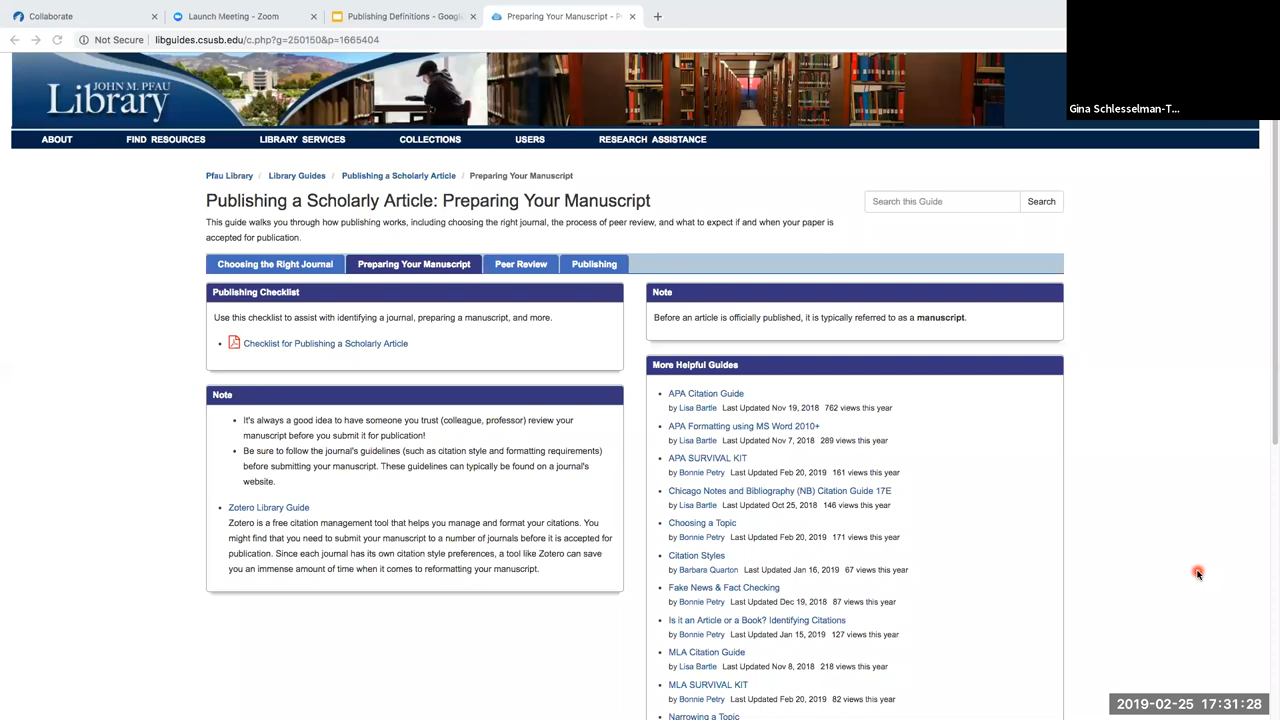 Collaborate
Launch Meeting - Zoom
Publishing Definitions - Google
Preparing Your Manuscript - P
Not Secure
libguides.csusb.edu/c.php?g=250150&p=1665404
JOHN M. PFAU
Library
Gina Schlesselman-T...
ABOUT FIND RESOURCES LIBRARY SERVICES COLLECTIONS USERS RESEARCH ASSISTANCE
Pfau Library / Library Guides / Publishing a Scholarly Article / Preparing Your Manuscript
Publishing a Scholarly Article: Preparing Your Manuscript
Search this Guide Search
This guide walks you through how publishing works, including choosing the right journal, the process of peer review, and what to expect if and when your paper is
accepted for publication.
Choosing the Right Journal Preparing Your Manuscript Peer Review Publishing
Publishing Checklist
Use this checklist to assist with identifying a journal, preparing a manuscript, and more.
Checklist for Publishing a Scholarly Article
Note
It's always a good idea to have someone you trust (colleague, professor) review your
manuscript before you submit it for publication!
Be sure to follow the journal's guidelines (such as citation style and formatting requirements)
before submitting your manuscript. These guidelines can typically be found on a journal's
website.
Zotero Library Guide
Zotero is a free citation management tool that helps you manage and format your citations. You
might find that you need to submit your manuscript to a number of journals before it is accepted for
publication. Since each journal has its own citation style preferences, a tool like Zotero can save
you an immense amount of time when it comes to reformatting your manuscript.
Note
Before an article is officially published, it is typically referred to as a manuscript.
More Helpful Guides
APA Citation Guide
by Lisa Bartle Last Updated Nov 19, 2018 762 views this year
APA Formatting using MS Word 2010+
by Lisa Bartle Last Updated Nov 7, 2018 289 views this year
APA SURVIVAL KIT
by Bonnie Petry Last Updated Feb 20, 2019 161 views this year
Chicago Notes and Bibliography (NB) Citation Guide 17E
by Lisa Bartle Last Updated Oct 25, 2018 146 views this year
Choosing a Topic
by Bonnie Petry Last Updated Feb 20, 2019 171 views this year
Citation Styles
by Barbara Quarton Last Updated Jan 16, 2019 67 views this year
Fake News & Fact Checking
by Bonnie Petry Last Updated Dec 19, 2018 87 views this year
Is it an Article or a Book? Identifying Citations
by Bonnie Petry Last Updated Jan 15, 2019 127 views this year
MLA Citation Guide
by Lisa Bartle Last Updated Nov 8, 2018 218 views this year
MLA SURVIVAL KIT
by Bonnie Petry Last Updated Feb 20, 2019 82 views this year
Narrowing a Topic
2019-02-25 17:31:28